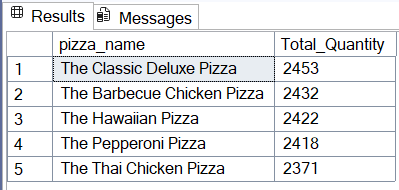 Results Messages
pizza_name Total_Quantity
1 The Classic Deluxe Pizza 2453
2 The Barbecue Chicken Pizza 2432
3 The Hawaiian Pizza 2422
4 The Pepperoni Pizza 2418
5 The Thai Chicken Pizza 2371